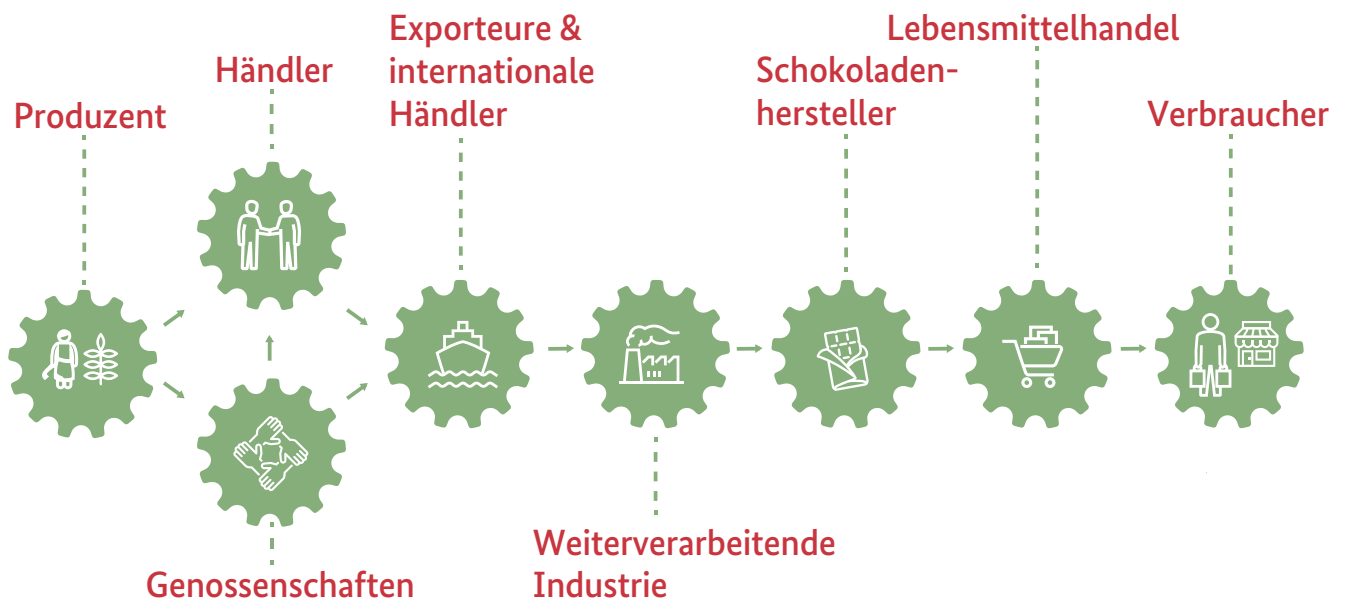 Produzent
Händler
Genossenschaften
Exporteure &
internationale
Händler
Weiterverarbeitende
Industrie
Schokoladen-
hersteller
Lebensmittelhandel
Verbraucher